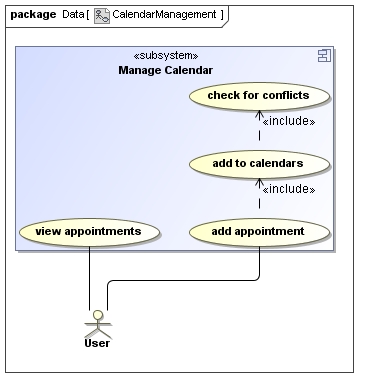 package Data [ CalendarManagement ]
«subsystem»
Manage Calendar
check for conflicts
«include»
add to calendars
«include»
view appointments
add appointment
User